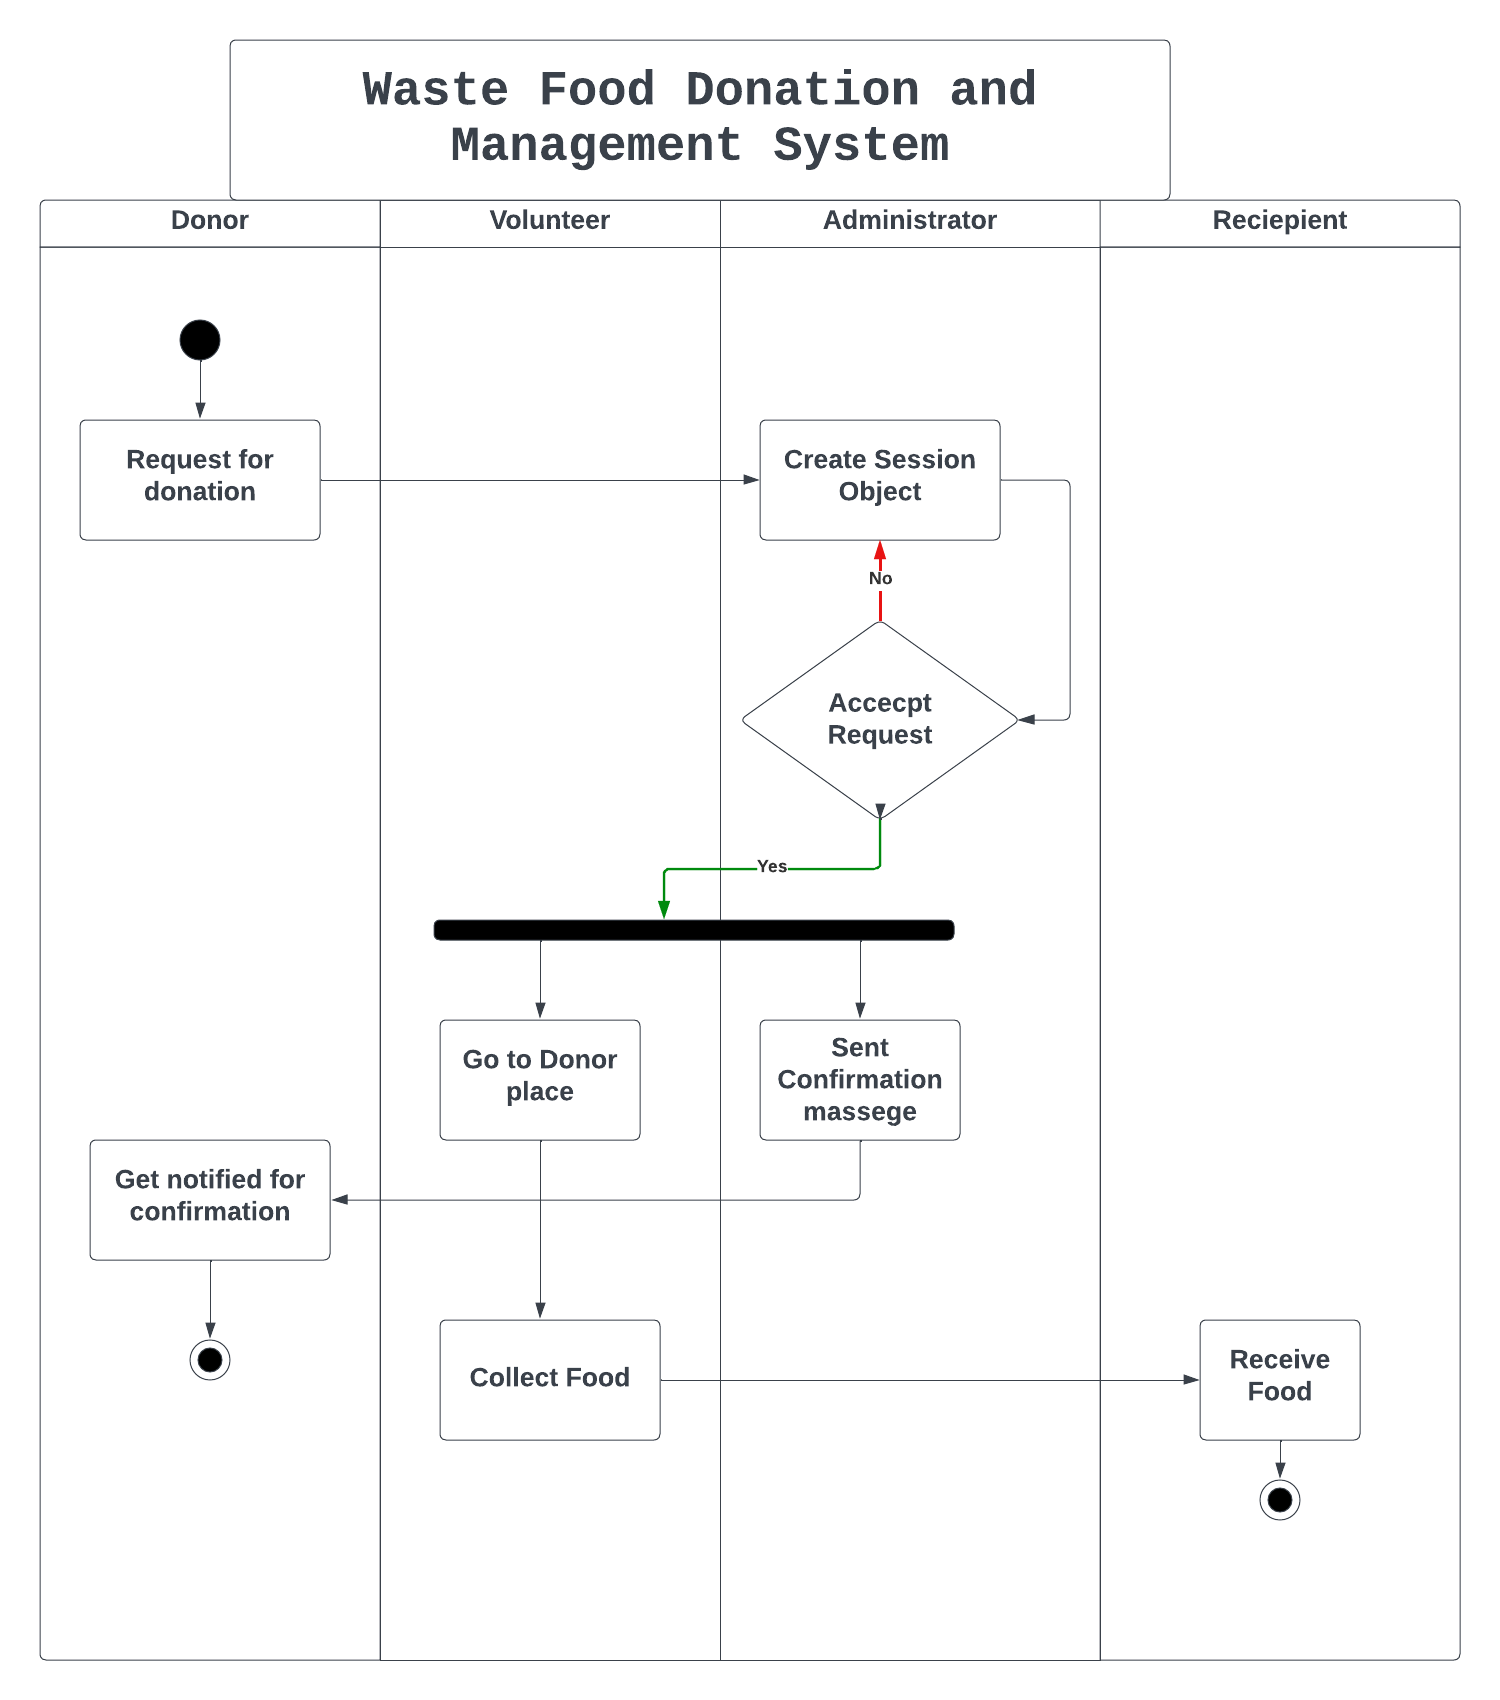 Waste Food Donation and
Management System
Donor
Volunteer
Administrator
Reciepient
Request for
donation
Create Session
Object
No
Accecpt
Request
Yes
Go to Donor
place
Sent
Confirmation
massege
Get notified for
confirmation
Collect Food
Receive
Food